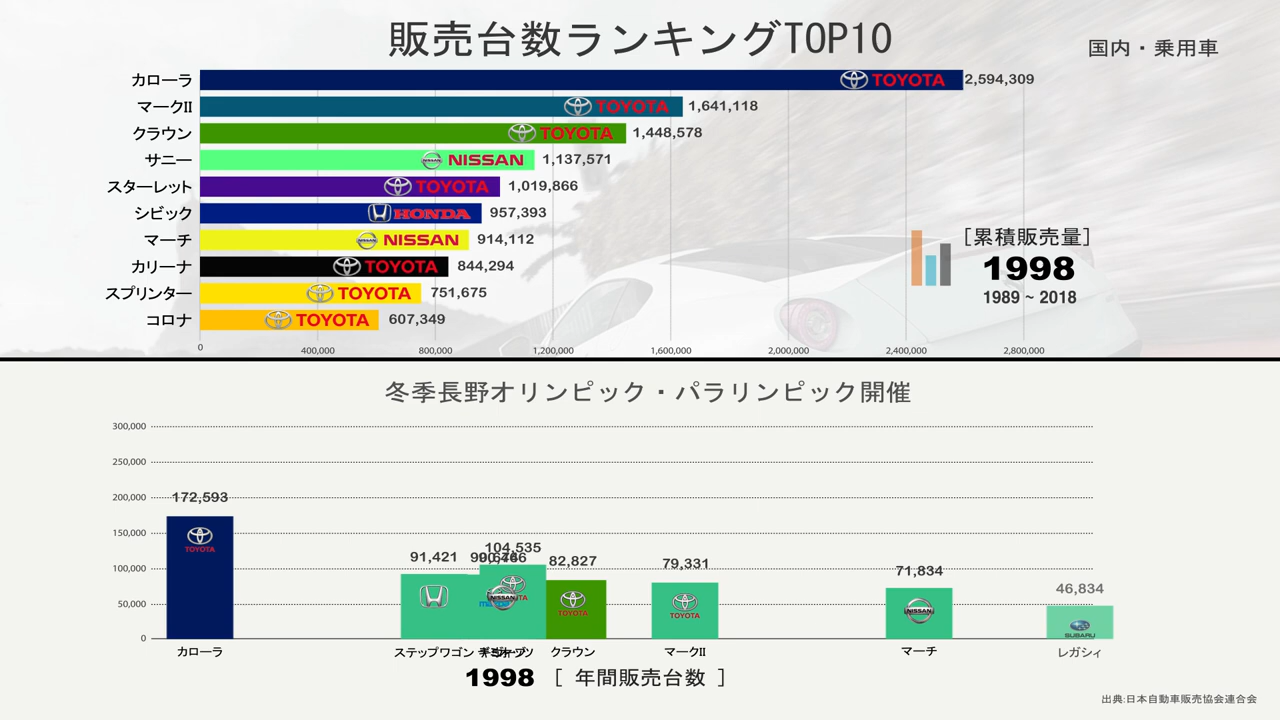 販売台数ランキングTOP10
国内・乗用車
カローラ TOYOTA 2,594,309
マークII TOYOTA 1,641,118
クラウン TOYOTA 1,448,578
サニー NISSAN 1,137,571
スターレット TOYOTA 1,019,866
シビック HONDA 957,393
マーチ NISSAN 914,112
カリーナ TOYOTA 844,294
スプリンター TOYOTA 751,675
コロナ TOYOTA 607,349
[累積販売量]
1998
1989 ~ 2018
0 400,000 800,000 1,200,000 1,600,000 2,000,000 2,400,000 2,800,000
冬季長野オリンピック・パラリンピック開催
300,000
250,000
200,000
150,000
100,000
50,000
0
172,593
91,421
104,535
82,827
79,331
71,834
46,834
TOYOTA
NISSAN
TOYOTA
TOYOTA
NISSAN
SUBARU
カローラ ステップワゴン クラウン マークII マーチ レガシィ
1998 [ 年間販売台数 ]
出典:日本自動車販売協会連合会